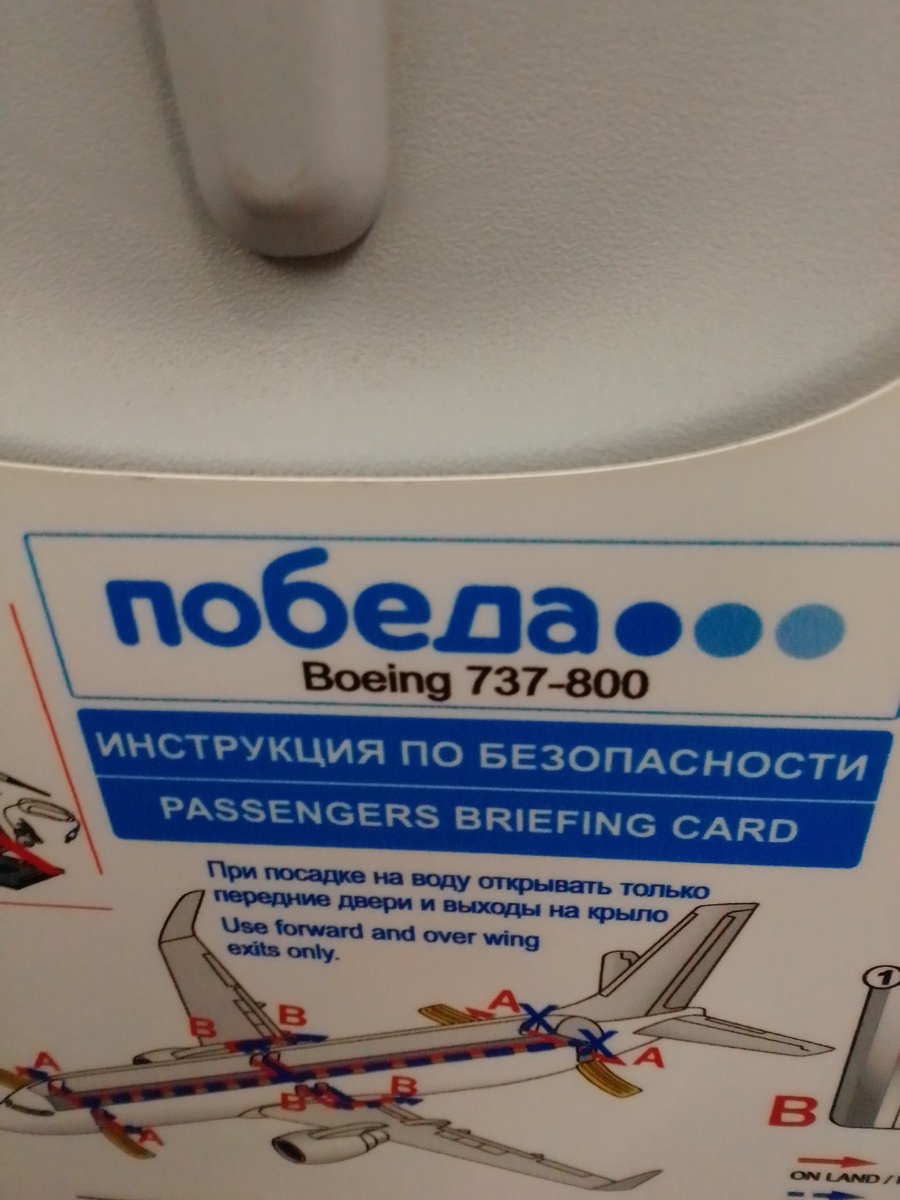 победа
Boeing 737-800
ИНСТРУКЦИЯ ПО БЕЗОПАСНОСТИ
PASSENGERS BRIEFING CARD
При посадке на воду открывать только
передние двери и выходы на крыло
Use forward and over wing
exits only.
A
X
1
B
B
X
A
A
B
B
B
A
ON LAND /